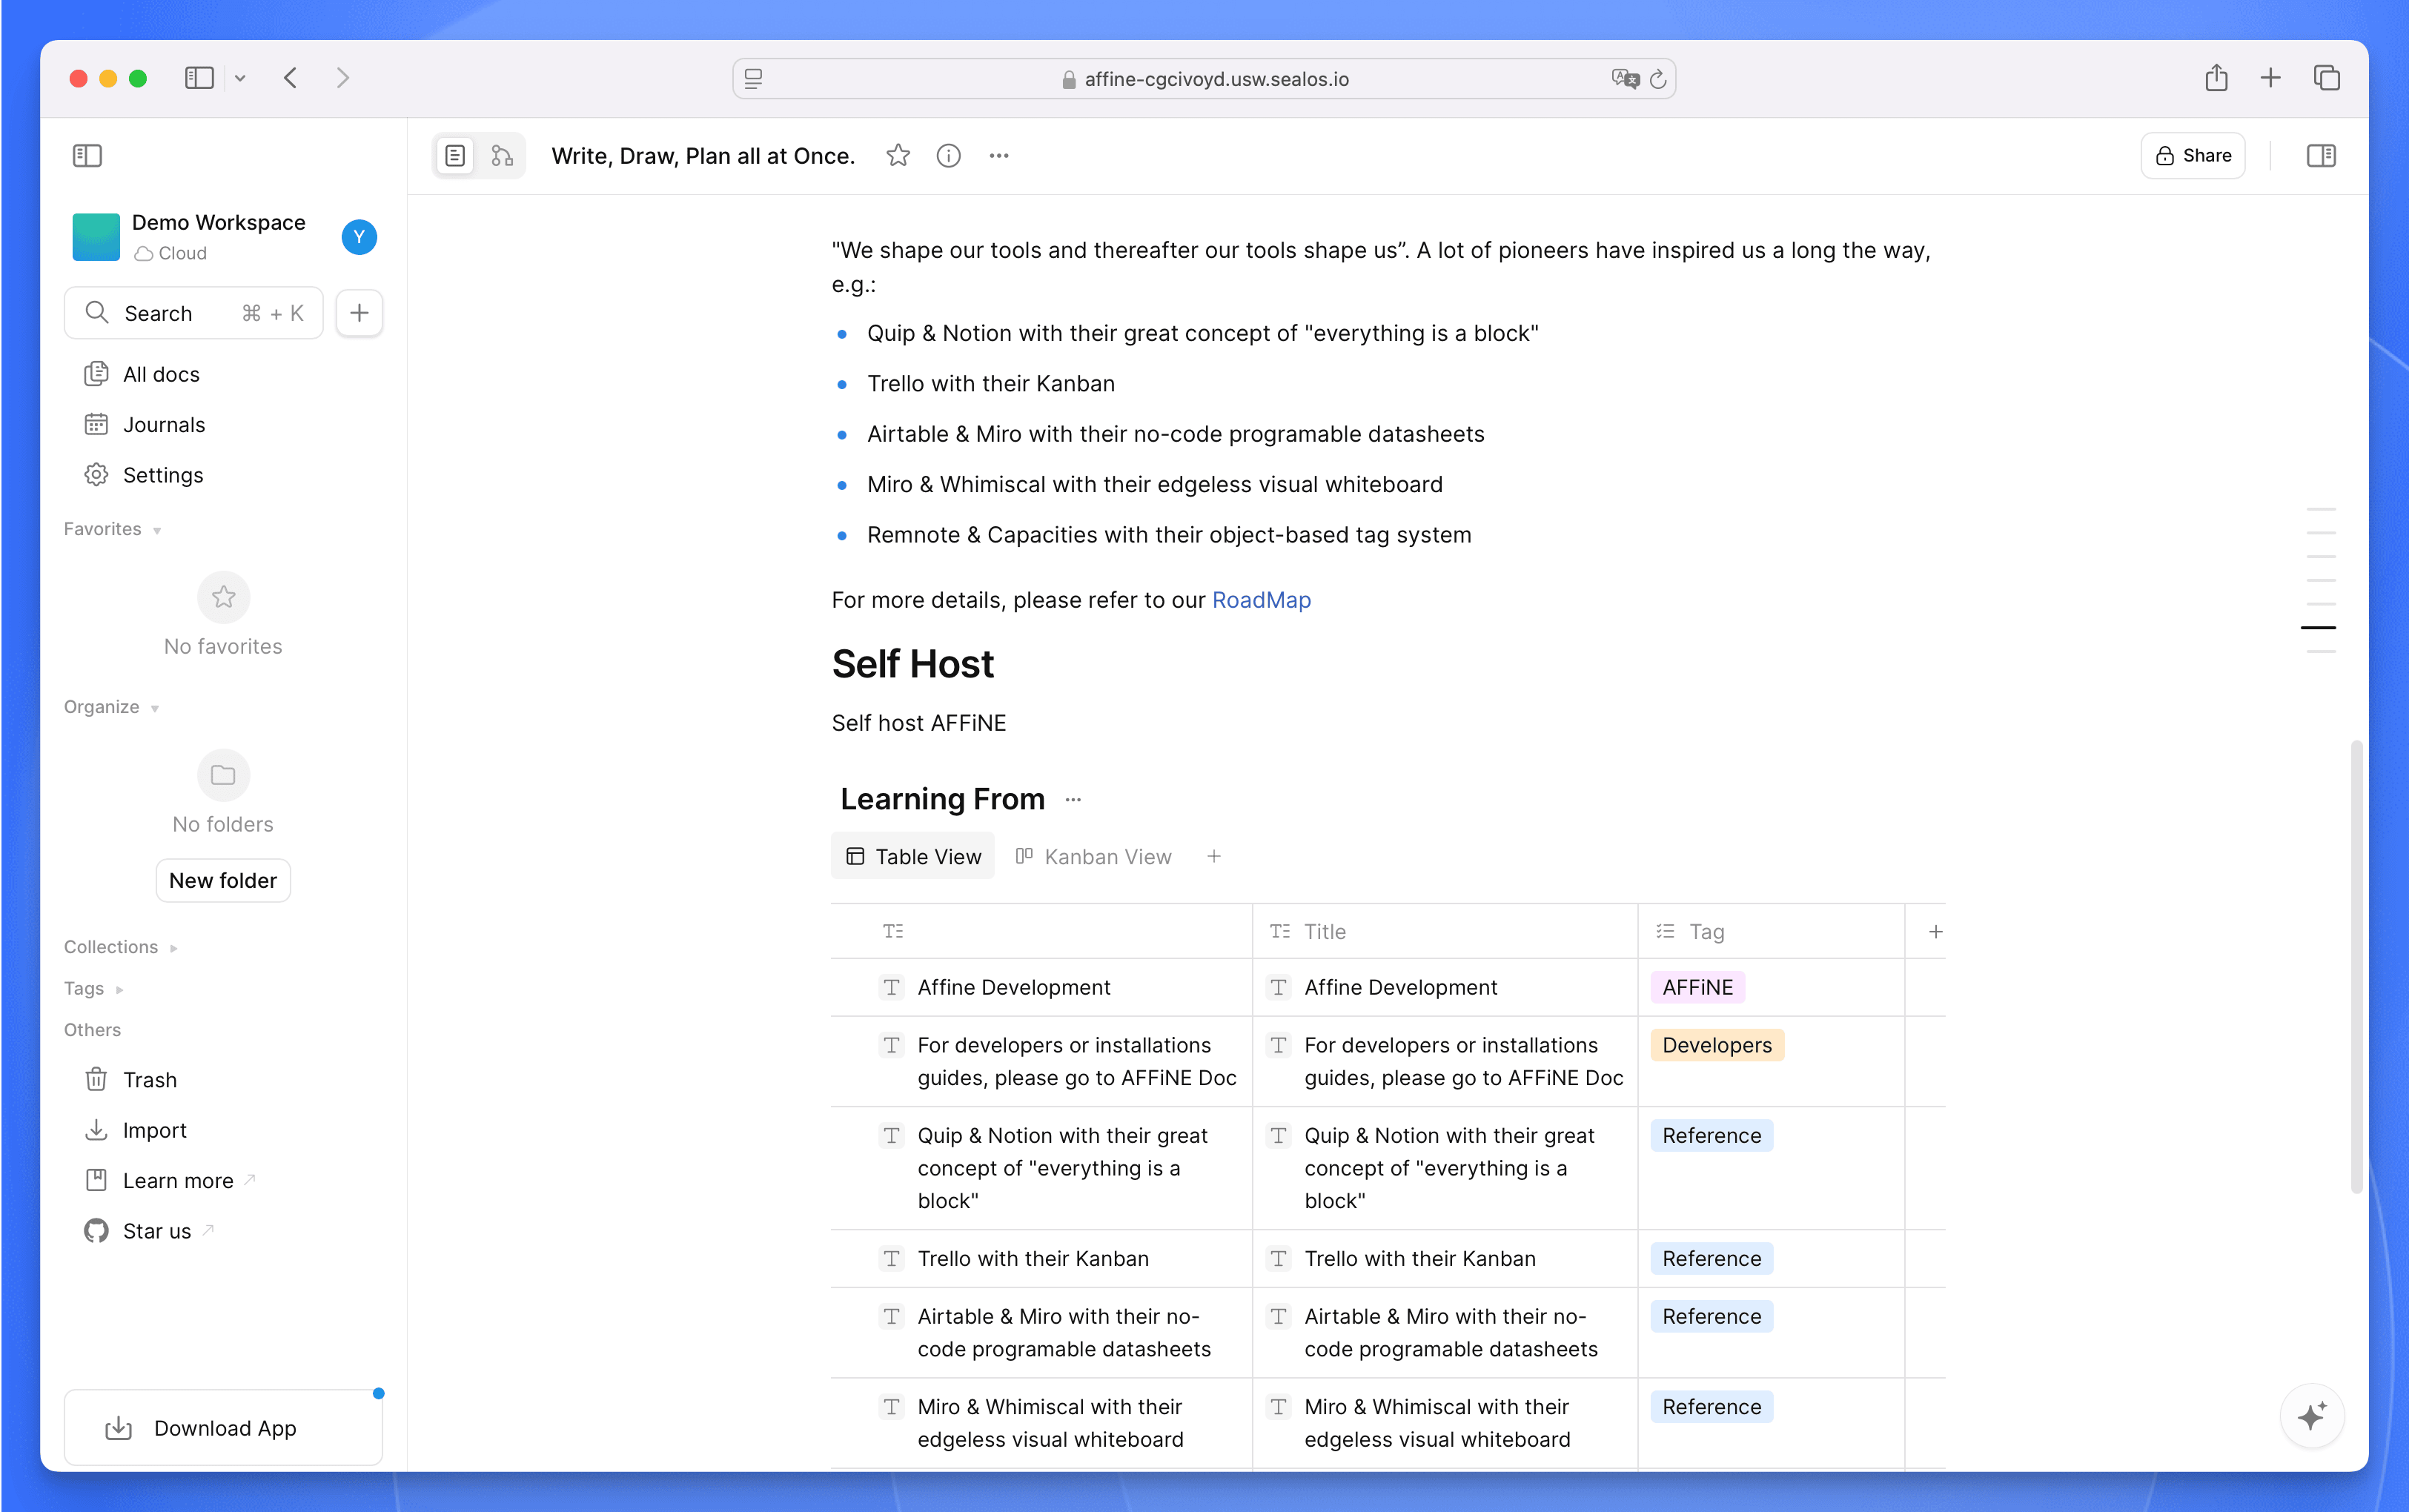 affine-cgcivoyd.usw.sealos.io
Write, Draw, Plan all at Once.
Share
Demo Workspace
Cloud
Y
Search ⌘ + K
All docs
Journals
Settings
Favorites
No favorites
Organize
No folders
New folder
Collections
Tags
Others
Trash
Import
Learn more
Star us
Download App
"We shape our tools and thereafter our tools shape us”. A lot of pioneers have inspired us a long the way,
e.g.:
Quip & Notion with their great concept of "everything is a block"
Trello with their Kanban
Airtable & Miro with their no-code programable datasheets
Miro & Whimiscal with their edgeless visual whiteboard
Remnote & Capacities with their object-based tag system
For more details, please refer to our RoadMap
Self Host
Self host AFFiNE
Learning From
Table View
Kanban View
Title
Tag
Affine Development
Affine Development
AFFiNE
For developers or installations
guides, please go to AFFiNE Doc
For developers or installations
guides, please go to AFFiNE Doc
Developers
Quip & Notion with their great
concept of "everything is a
block"
Quip & Notion with their great
concept of "everything is a
block"
Reference
Trello with their Kanban
Trello with their Kanban
Reference
Airtable & Miro with their no-
code programable datasheets
Airtable & Miro with their no-
code programable datasheets
Reference
Miro & Whimiscal with their
edgeless visual whiteboard
Miro & Whimiscal with their
edgeless visual whiteboard
Reference